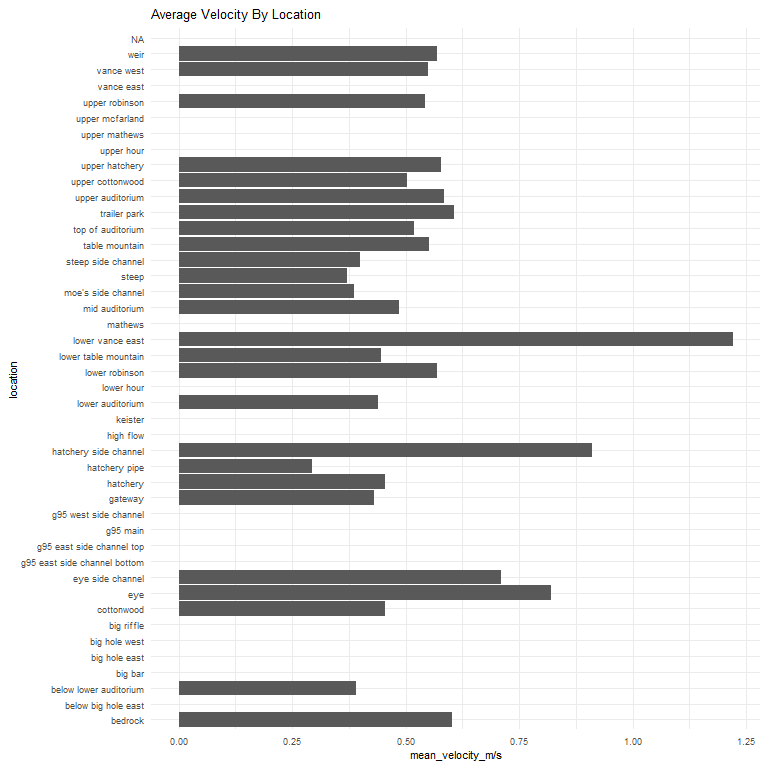 Average Velocity By Location
NA
weir
vance west
vance east
upper robinson
upper mcfarland
upper mathews
upper hour
upper hatchery
upper cottonwood
upper auditorium
trailer park
top of auditorium
table mountain
steep side channel
steep
moe's side channel
mid auditorium
mathews
lower vance east
lower table mountain
lower robinson
lower hour
lower auditorium
keister
high flow
hatchery side channel
hatchery pipe
hatchery
gateway
g95 west side channel
g95 main
g95 east side channel top
g95 east side channel bottom
eye side channel
eye
cottonwood
big riffle
big hole west
big hole east
big bar
below lower auditorium
below big hole east
bedrock
location
0.00 0.25 0.50 0.75 1.00 1.25
mean_velocity_m/s